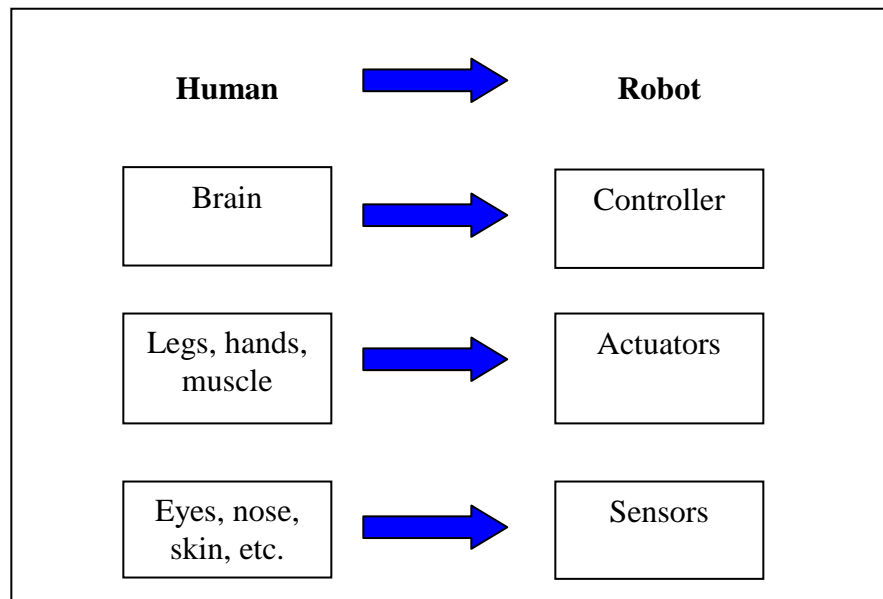 Human
Robot
Brain
Controller
Legs, hands,
muscle
Actuators
Eyes, nose,
skin, etc.
Sensors